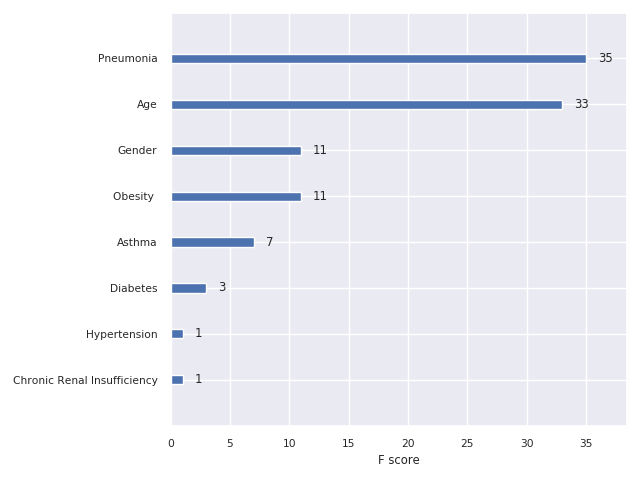 Pneumonia 35
Age 33
Gender 11
Obesity 11
Asthma 7
Diabetes 3
Hypertension 1
Chronic Renal Insufficiency 1
0 5 10 15 20 25 30 35
F score